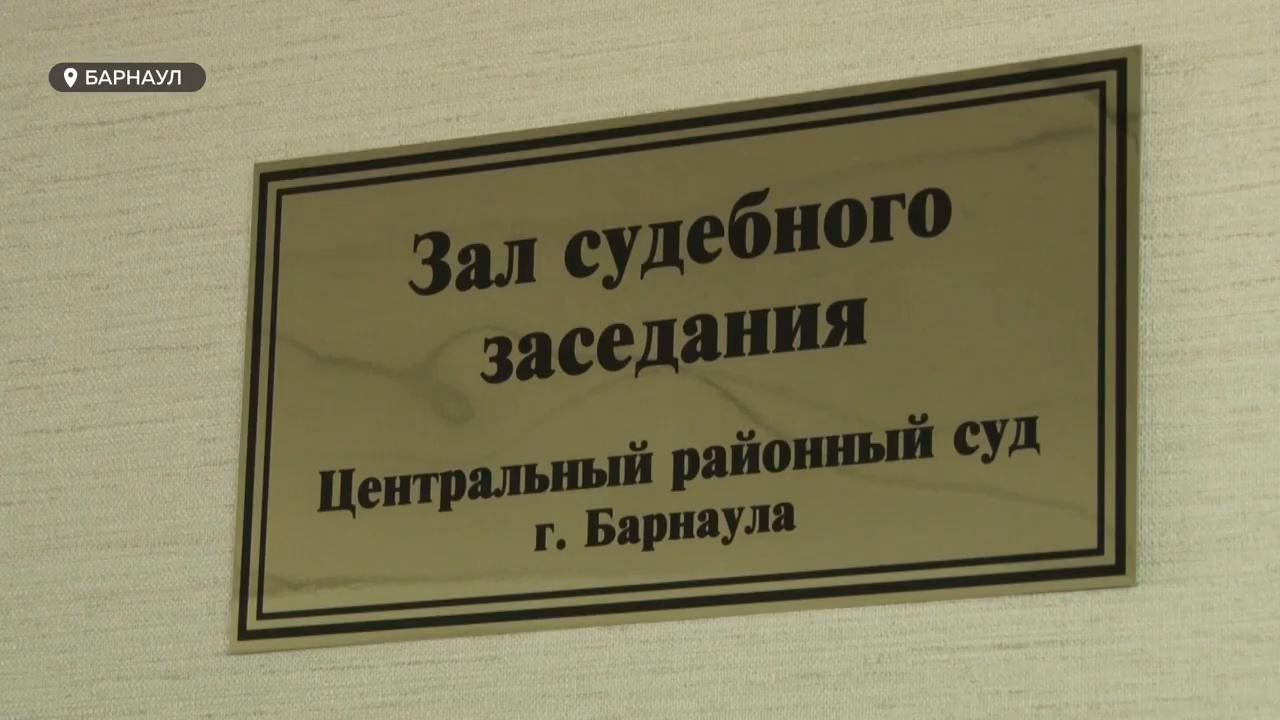 БАРНАУЛ
Зал судебного
заседания
Центральный районный суд
г. Барнаула